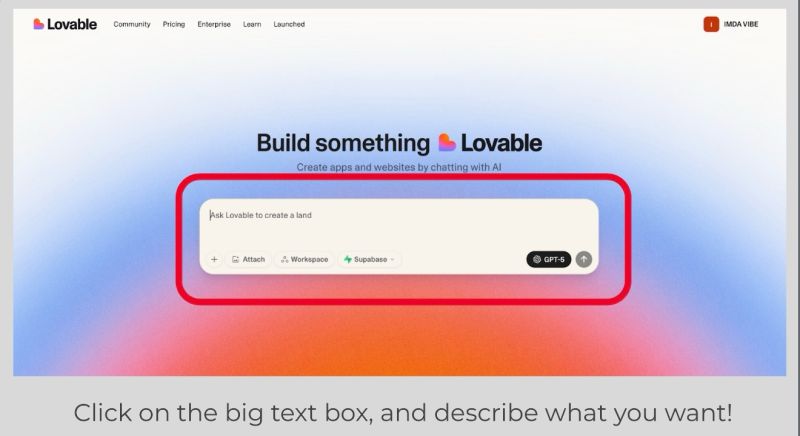 Lovable Community Pricing Enterprise Learn Launched I IMDA VIBE
Build something Lovable
Create apps and websites by chatting with AI
Ask Lovable to create a land
+ Attach Workspace Supabase GPT-5
Click on the big text box, and describe what you want!